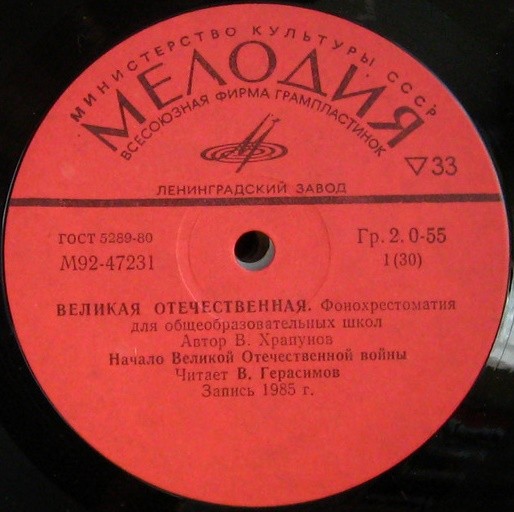 МИНИСТЕРСТВО КУЛЬТУРЫ СССР
МЕЛОДИЯ
ВСЕСОЮЗНАЯ ФИРМА ГРАМПЛАСТИНОК
▽33
ЛЕНИНГРАДСКИЙ ЗАВОД
ГОСТ 5289-80
Гр. 2. 0-55
М92-47231
1 (30)
ВЕЛИКАЯ ОТЕЧЕСТВЕННАЯ. Фонохрестоматия
для общеобразовательных школ
Автор В. Храпунов
Начало Великой Отечественной войны
Читает В. Герасимов
Запись 1985 г.